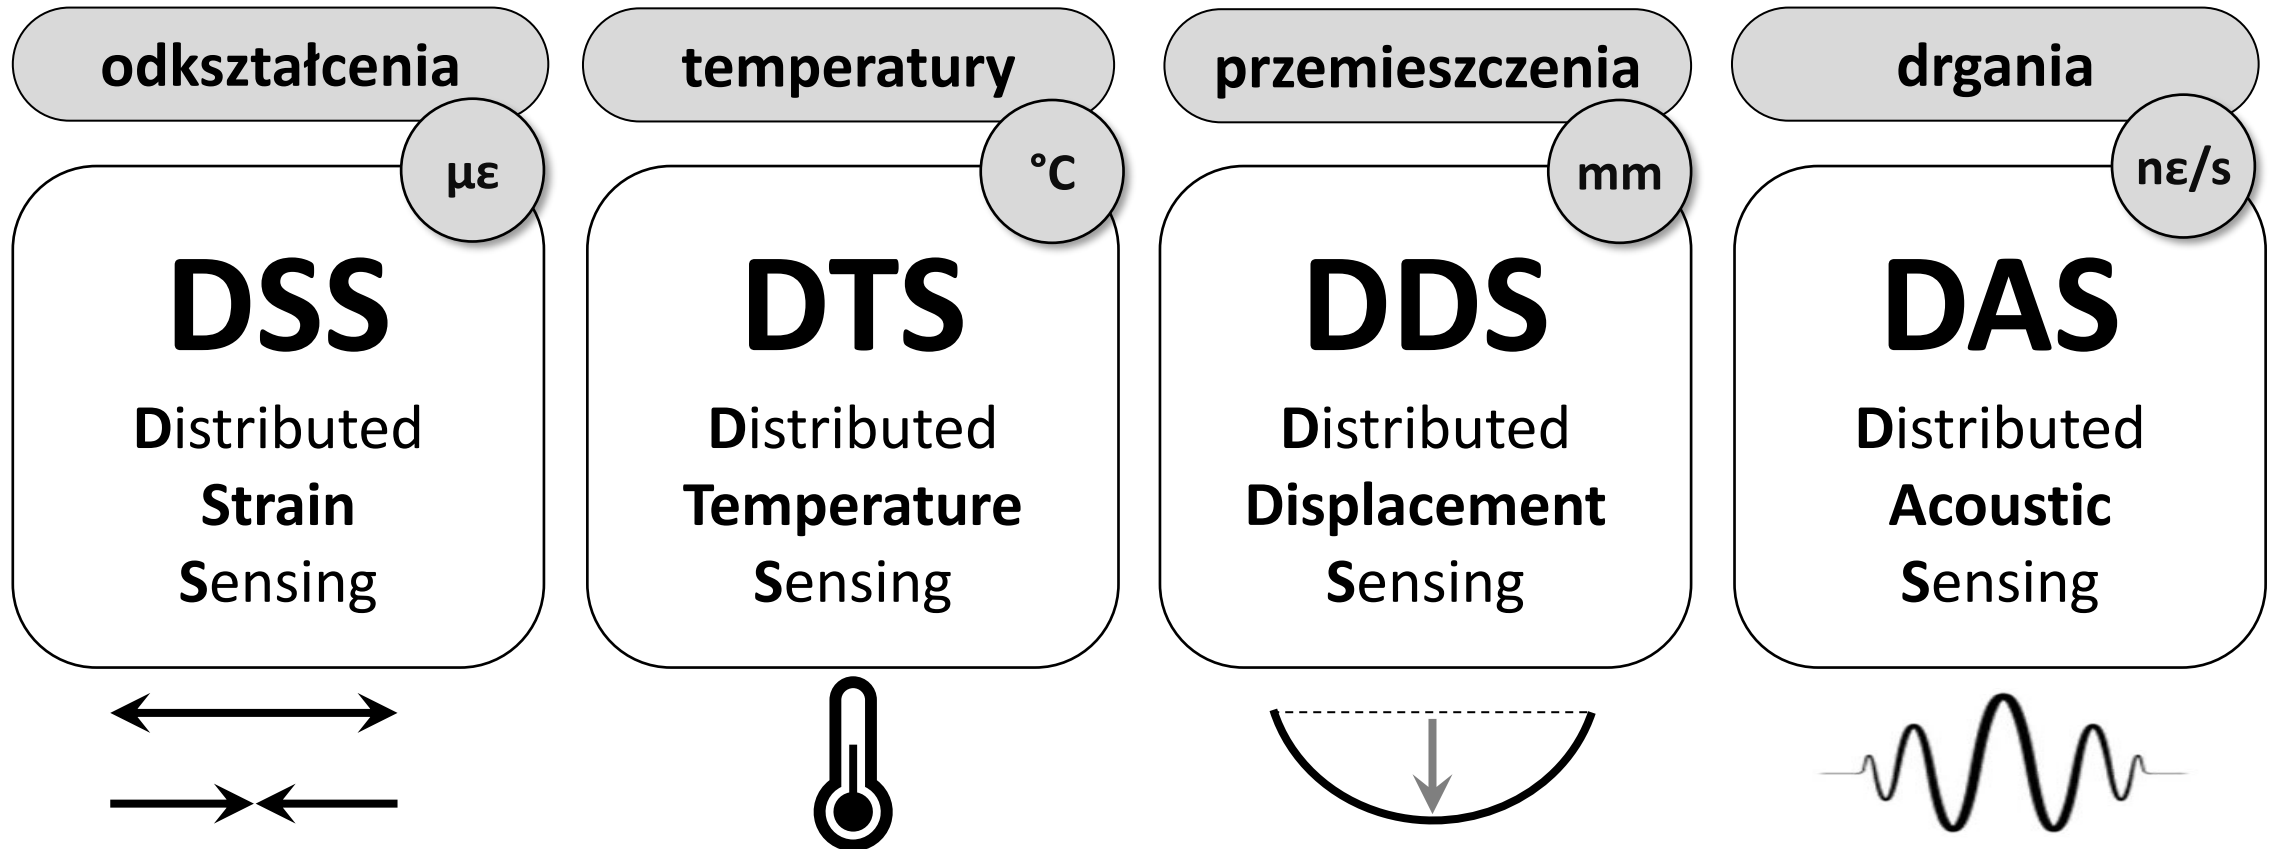 odkształcenia
με
DSS
Distributed
Strain
Sensing
temperatury
°C
DTS
Distributed
Temperature
Sensing
przemieszczenia
mm
DDS
Distributed
Displacement
Sensing
drgania
nε/s
DAS
Distributed
Acoustic
Sensing